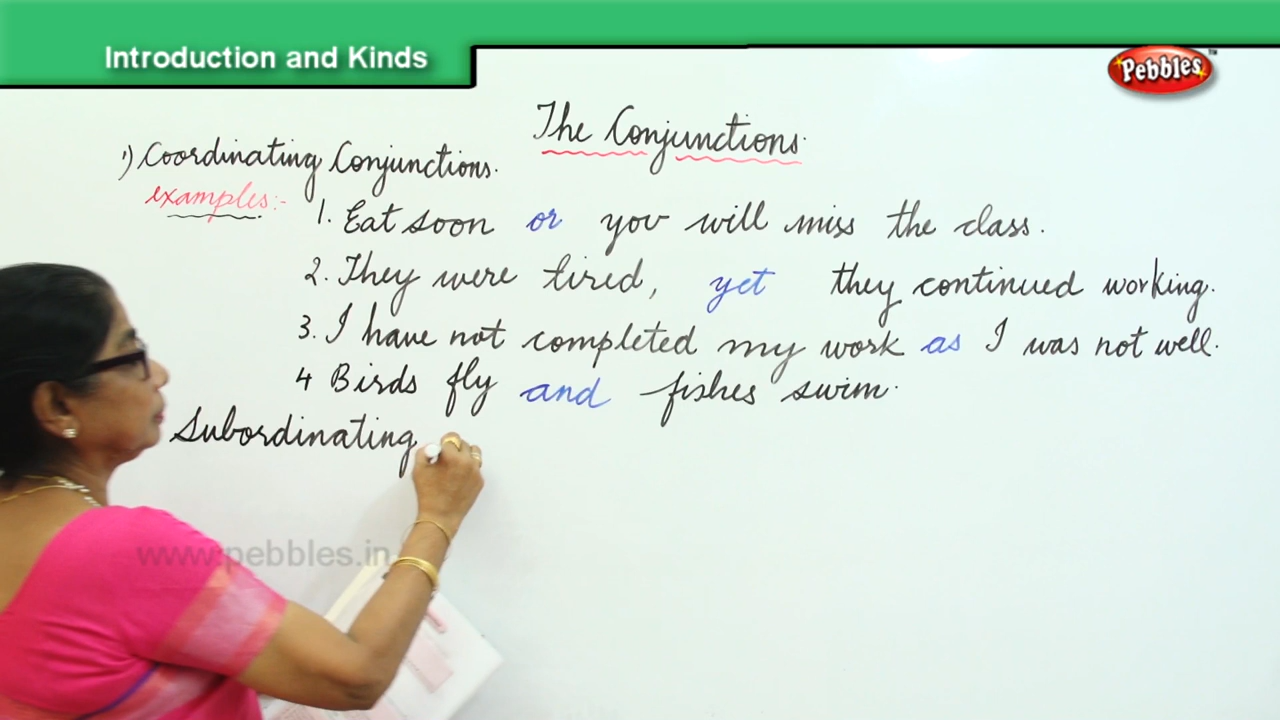 Introduction and Kinds
Pebbles™
The Conjunctions.
1) Coordinating Conjunctions.
examples:-
1. Eat soon or you will miss the class.
2. They were tired, yet they continued working.
3. I have not completed my work as I was not well.
4 Birds fly and fishes swim.
Subordinating
www.pebbles.in